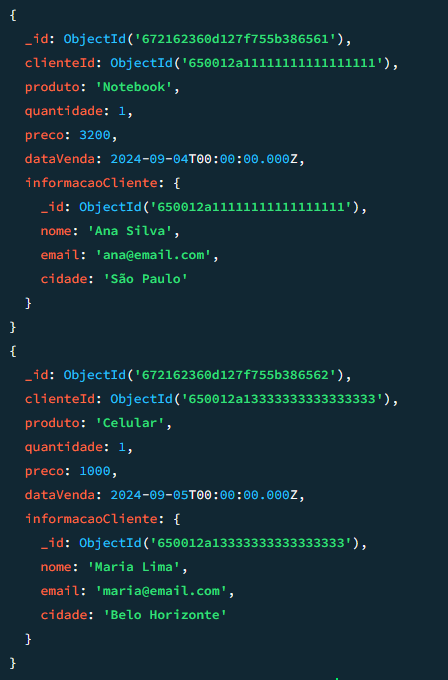 {
  _id: ObjectId('672162360d127f755b386561'),
  clienteId: ObjectId('650012a11111111111111111'),
  produto: 'Notebook',
  quantidade: 1,
  preco: 3200,
  dataVenda: 2024-09-04T00:00:00.000Z,
  informacaoCliente: {
    _id: ObjectId('650012a11111111111111111'),
    nome: 'Ana Silva',
    email: 'ana@email.com',
    cidade: 'São Paulo'
  }
}
{
  _id: ObjectId('672162360d127f755b386562'),
  clienteId: ObjectId('650012a13333333333333333'),
  produto: 'Celular',
  quantidade: 1,
  preco: 1000,
  dataVenda: 2024-09-05T00:00:00.000Z,
  informacaoCliente: {
    _id: ObjectId('650012a13333333333333333'),
    nome: 'Maria Lima',
    email: 'maria@email.com',
    cidade: 'Belo Horizonte'
  }
}